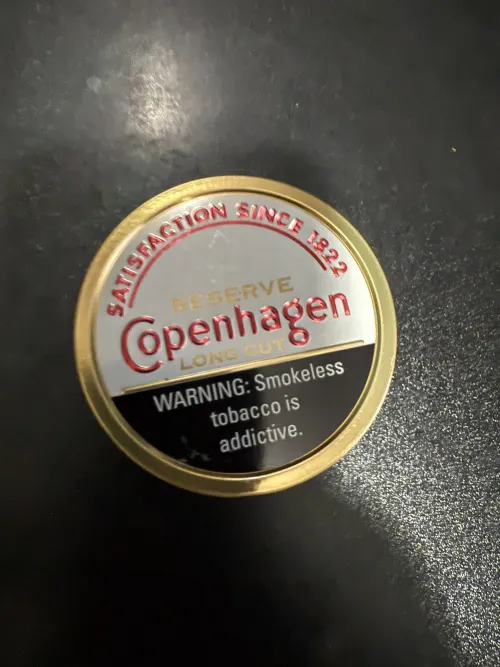 SATISFACTION SINCE 1822
RESERVE
Copenhagen
LONG CUT
WARNING: Smokeless
tobacco is
addictive.